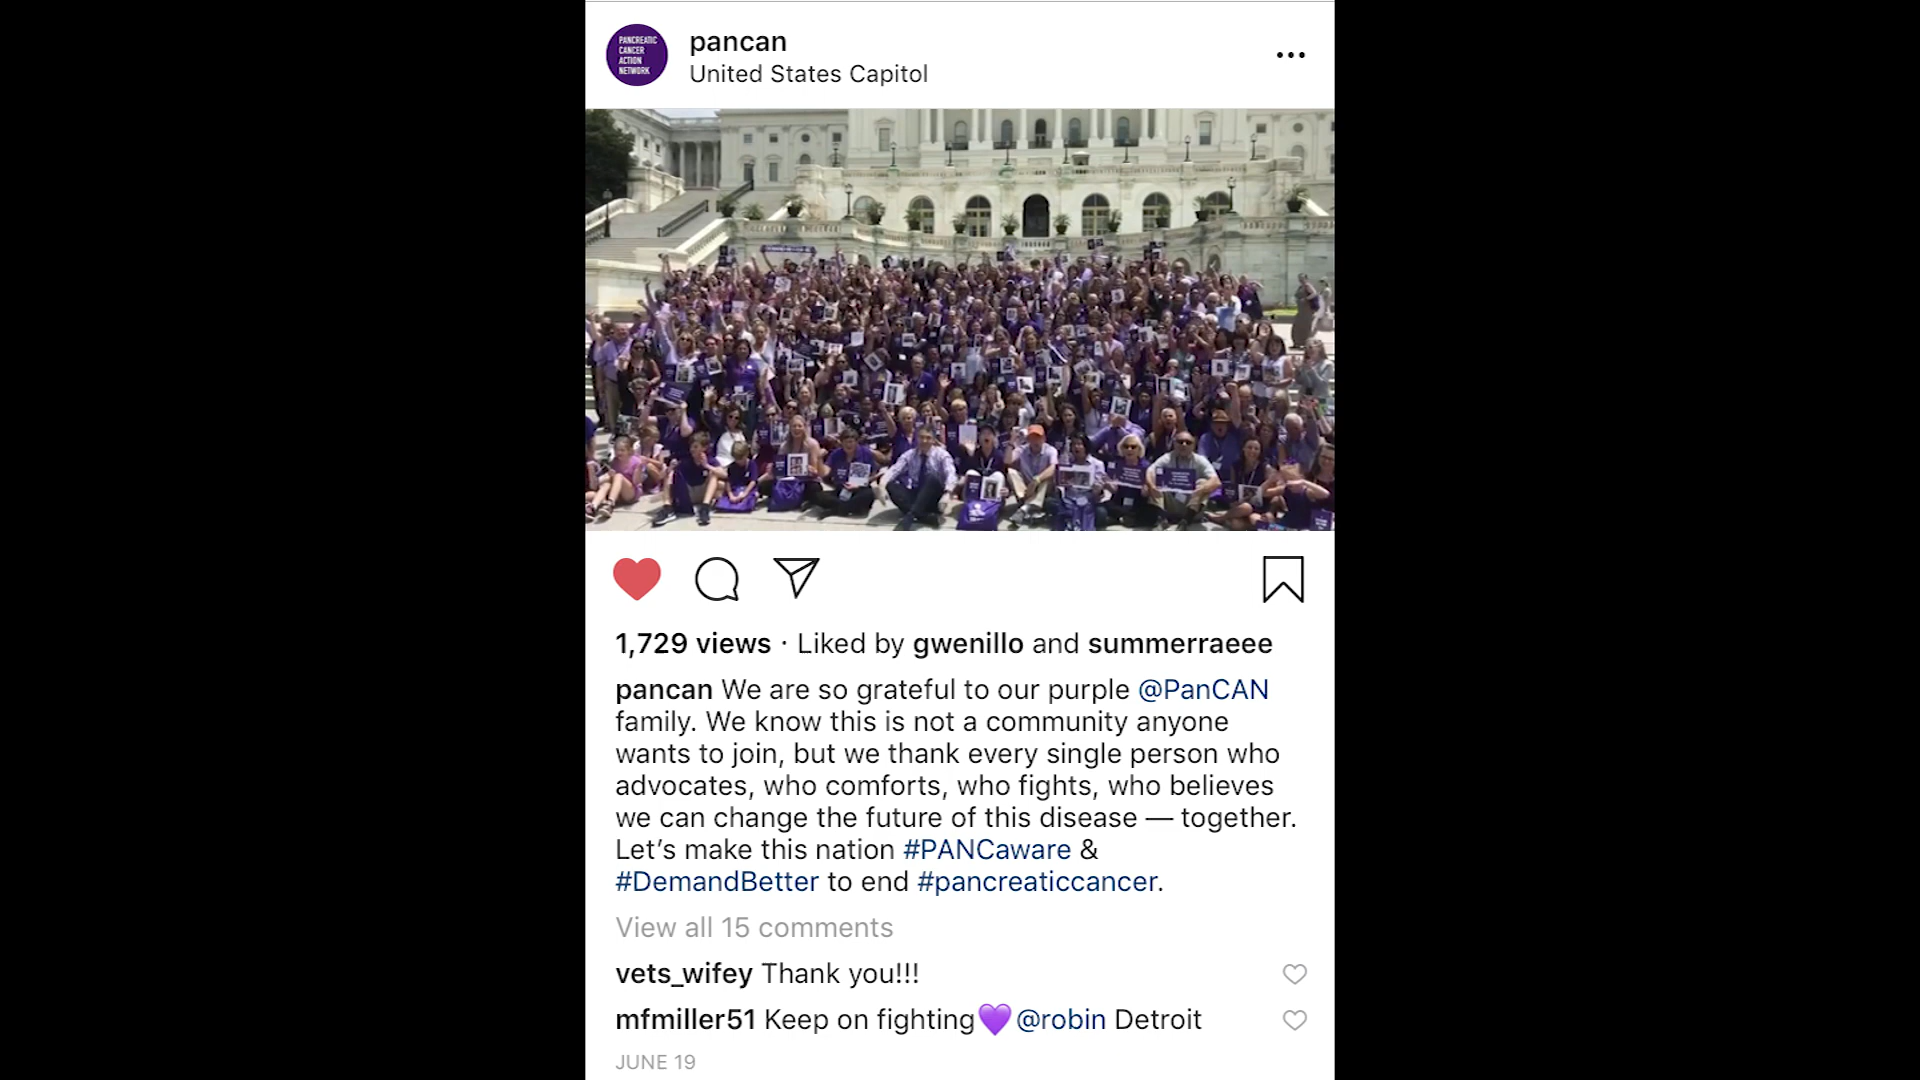 PANCREATIC
CANCER
ACTION
NETWORK
pancan
United States Capitol
1,729 views · Liked by gwenillo and summerraeee
pancan We are so grateful to our purple @PanCAN
family. We know this is not a community anyone
wants to join, but we thank every single person who
advocates, who comforts, who fights, who believes
we can change the future of this disease — together.
Let’s make this nation #PANCaware &
#DemandBetter to end #pancreaticcancer.
View all 15 comments
vets_wifey Thank you!!!
mfmiller51 Keep on fighting💜@robin Detroit
JUNE 19